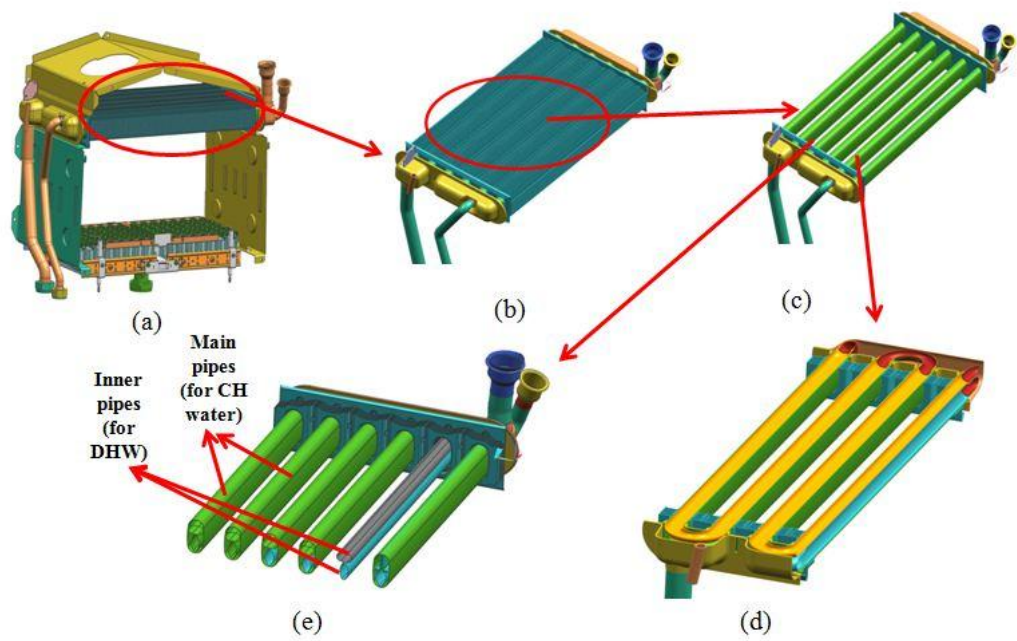 (a)
(b)
(c)
Inner
pipes
(for
DHW)
Main
pipes
(for CH
water)
(e)
(d)